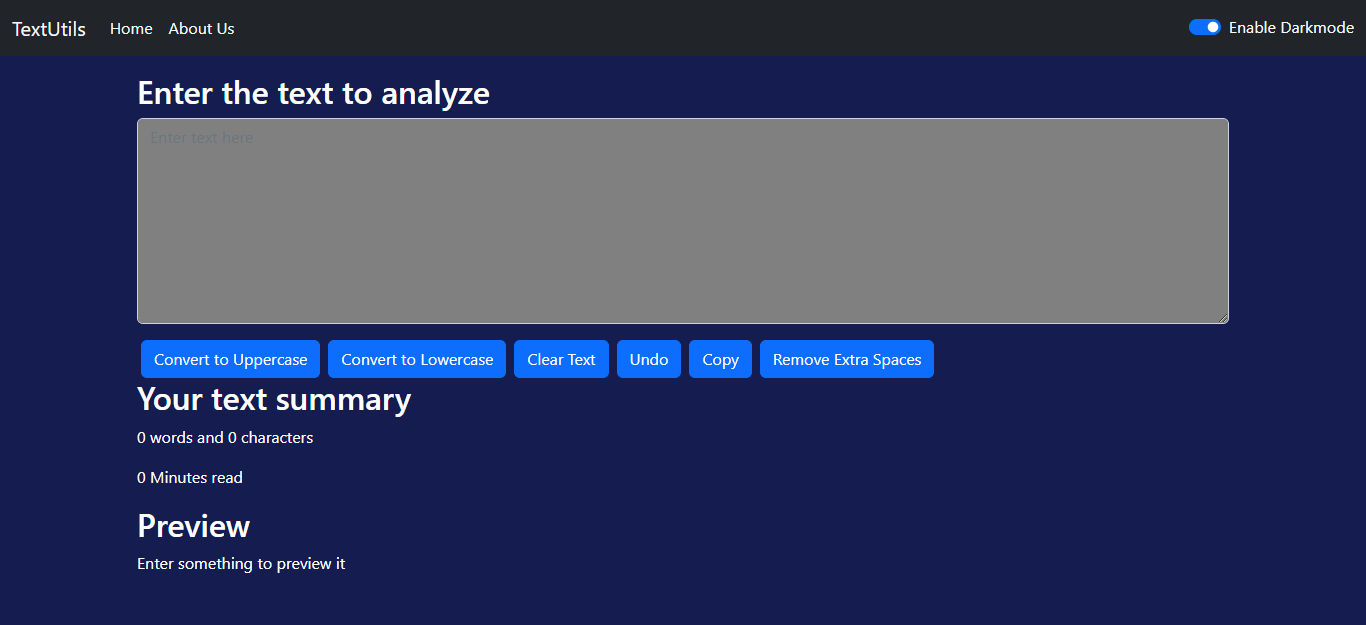 TextUtils Home About Us Enable Darkmode
Enter the text to analyze
Enter text here
Convert to Uppercase Convert to Lowercase Clear Text Undo Copy Remove Extra Spaces
Your text summary
0 words and 0 characters
0 Minutes read
Preview
Enter something to preview it